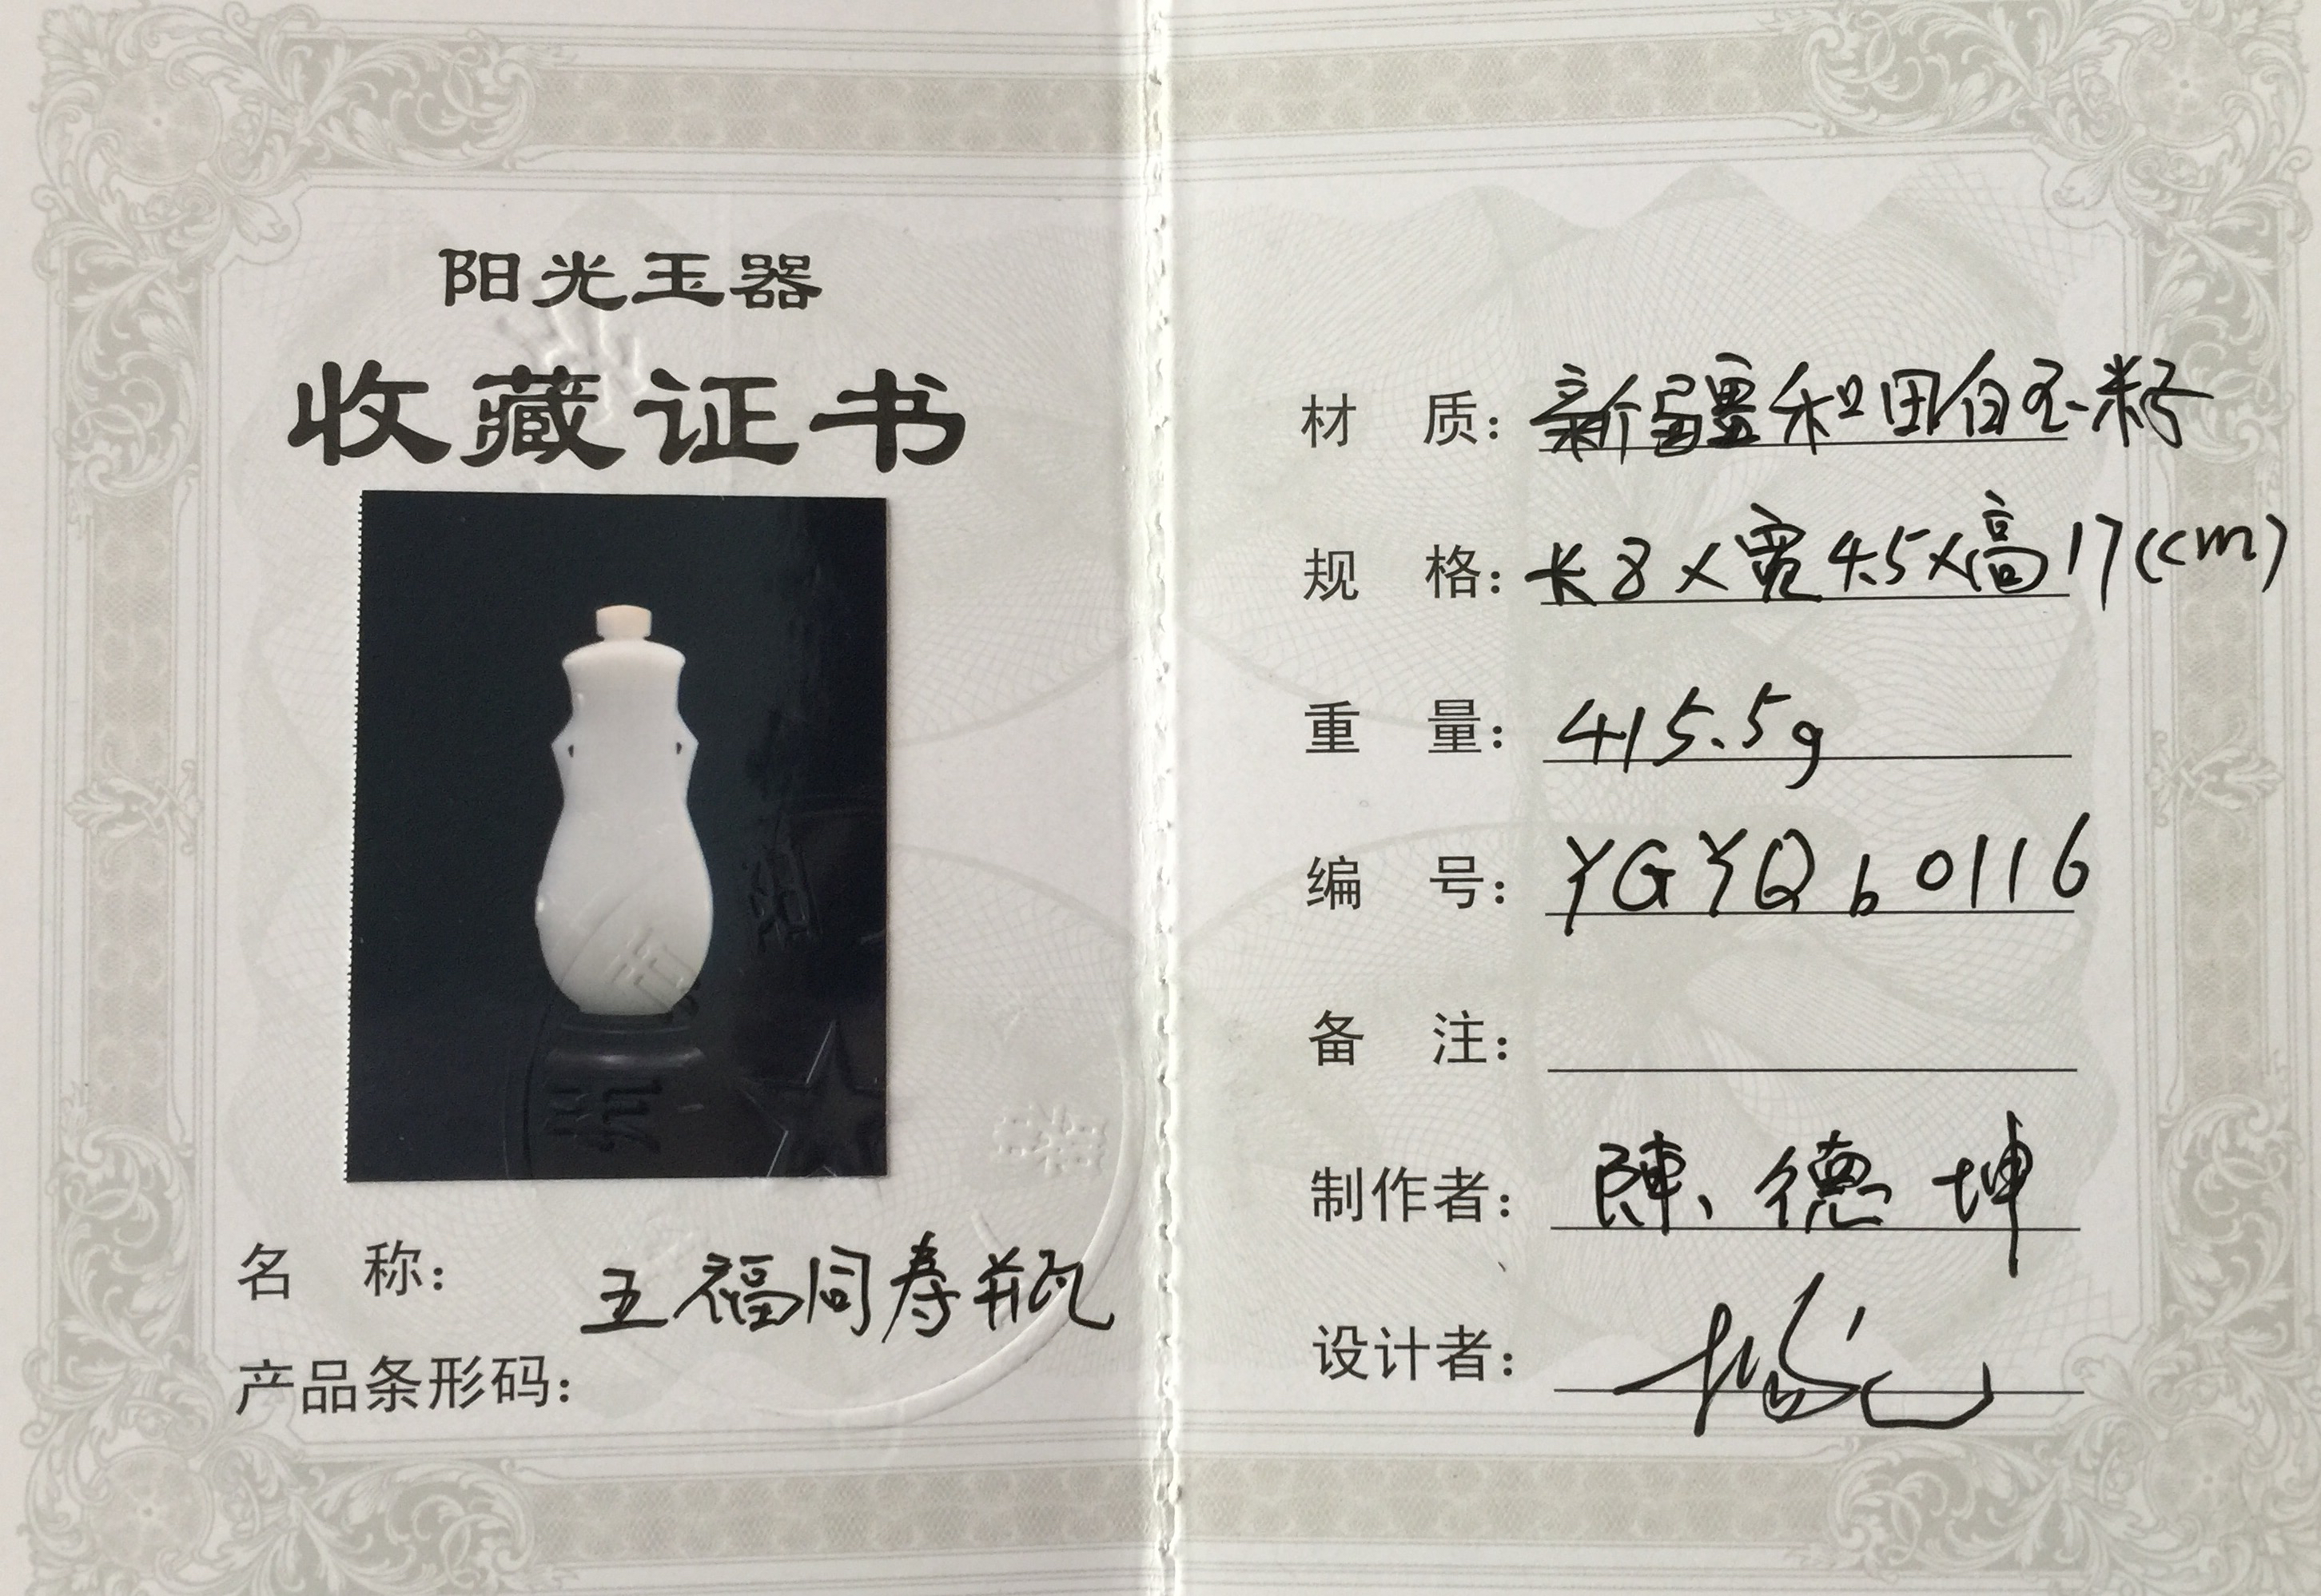 阳光玉器
收藏证书
名 称：五福同寿瓶
产品条形码：
材 质：新疆和田白玉籽
规 格：长8×宽4.5×高17(cm)
重 量：415.5g
编 号：YGYQb0116
备 注：
制作者：陳德坤
设计者：